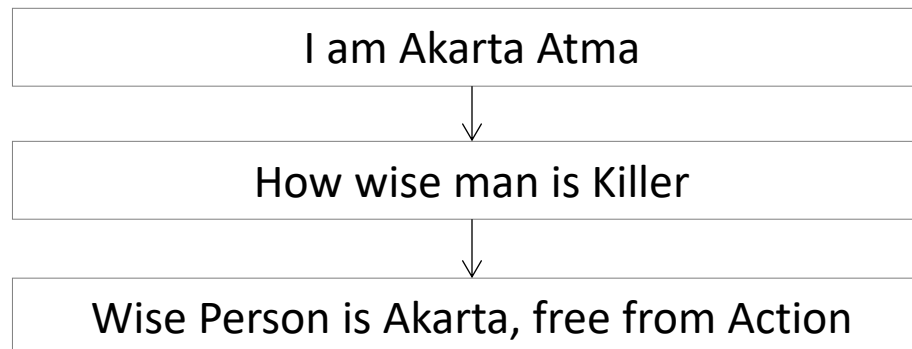 I am Akarta Atma
How wise man is Killer
Wise Person is Akarta, free from Action